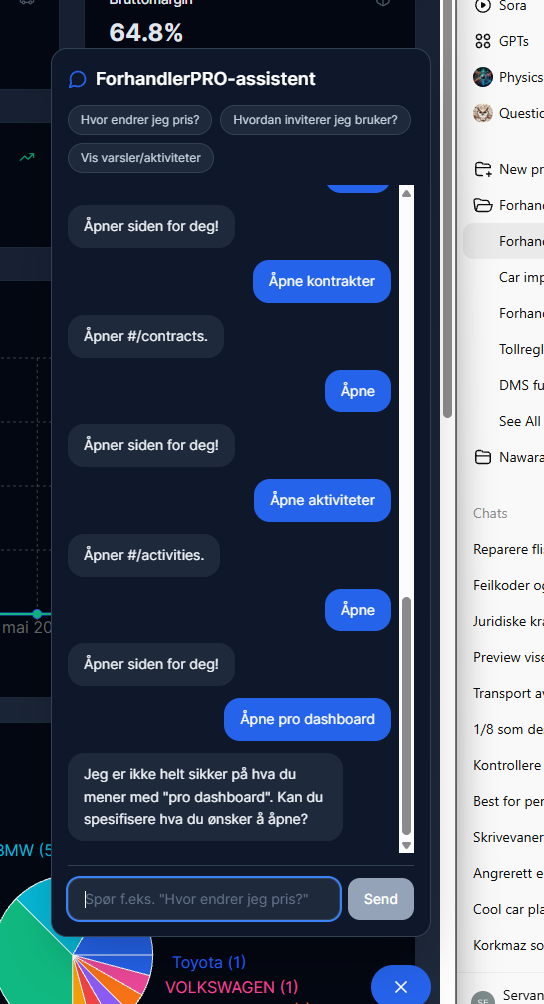 Bruttomargin
64.8%
ForhandlerPRO-assistent
Hvor endrer jeg pris?
Hvordan inviterer jeg bruker?
Vis varsler/aktiviteter
Åpner siden for deg!
Åpne kontrakter
Åpner #/contracts.
Åpne
Åpner siden for deg!
Åpne aktiviteter
Åpner #/activities.
Åpne
Åpner siden for deg!
Åpne pro dashboard
Jeg er ikke helt sikker på hva du
mener med "pro dashboard". Kan du
spesifisere hva du ønsker å åpne?
Spør f.eks. "Hvor endrer jeg pris?"
Send
mai 20
BMW (5
Toyota (1)
VOLKSWAGEN (1)
Sora
GPTs
Physics
Questio
New pr
Forhan
Forhand
Car imp
Forhand
Tollregl
DMS fu
See All
Nawara
Chats
Reparere fli
Feilkoder og
Juridiske kra
Preview vise
Transport av
1/8 som de
Kontrollere
Best for per
Skrivevaner
Angrerett e
Cool car pla
Korkmaz so
SE
Servan